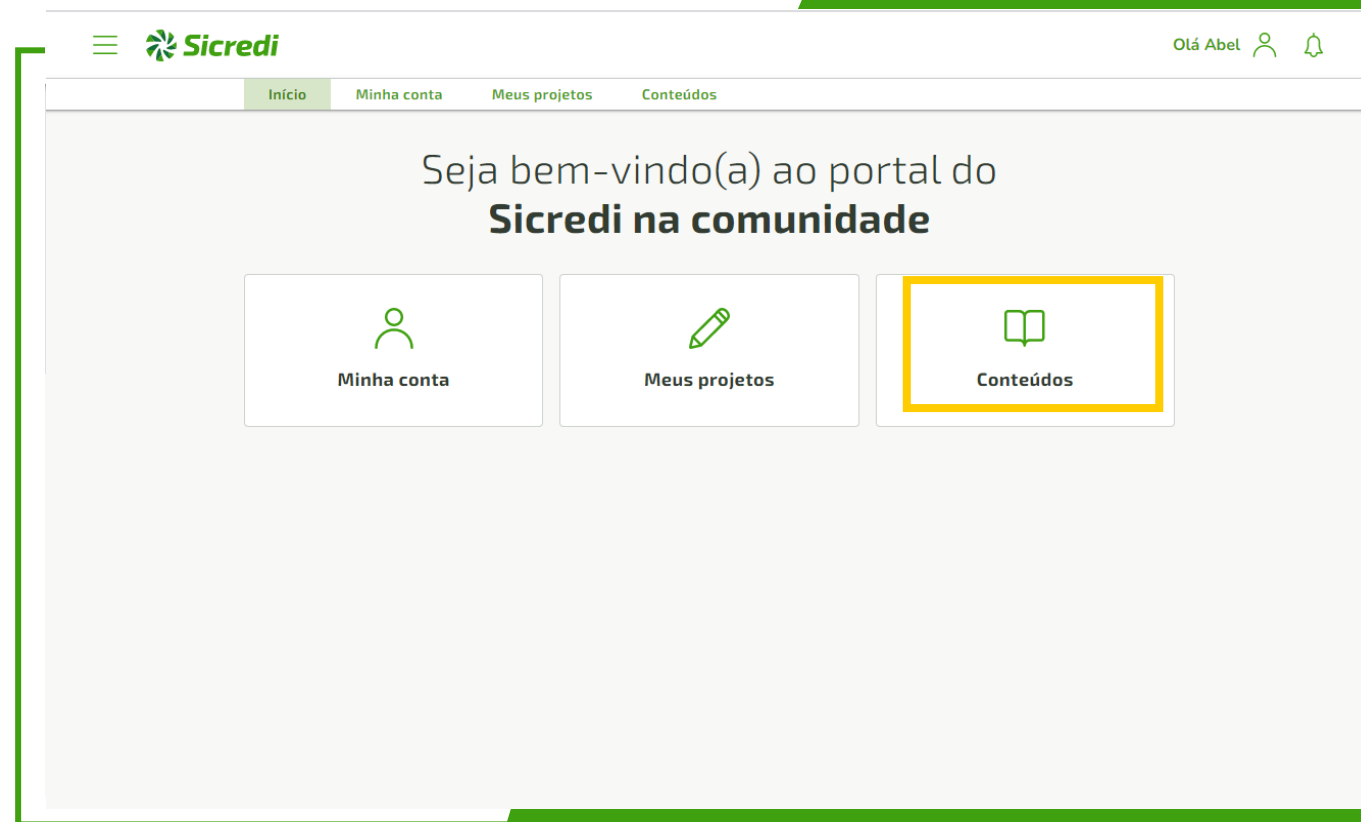 Sicredi
Olá Abel
Início Minha conta Meus projetos Conteúdos
Seja bem-vindo(a) ao portal do
Sicredi na comunidade
Minha conta Meus projetos Conteúdos